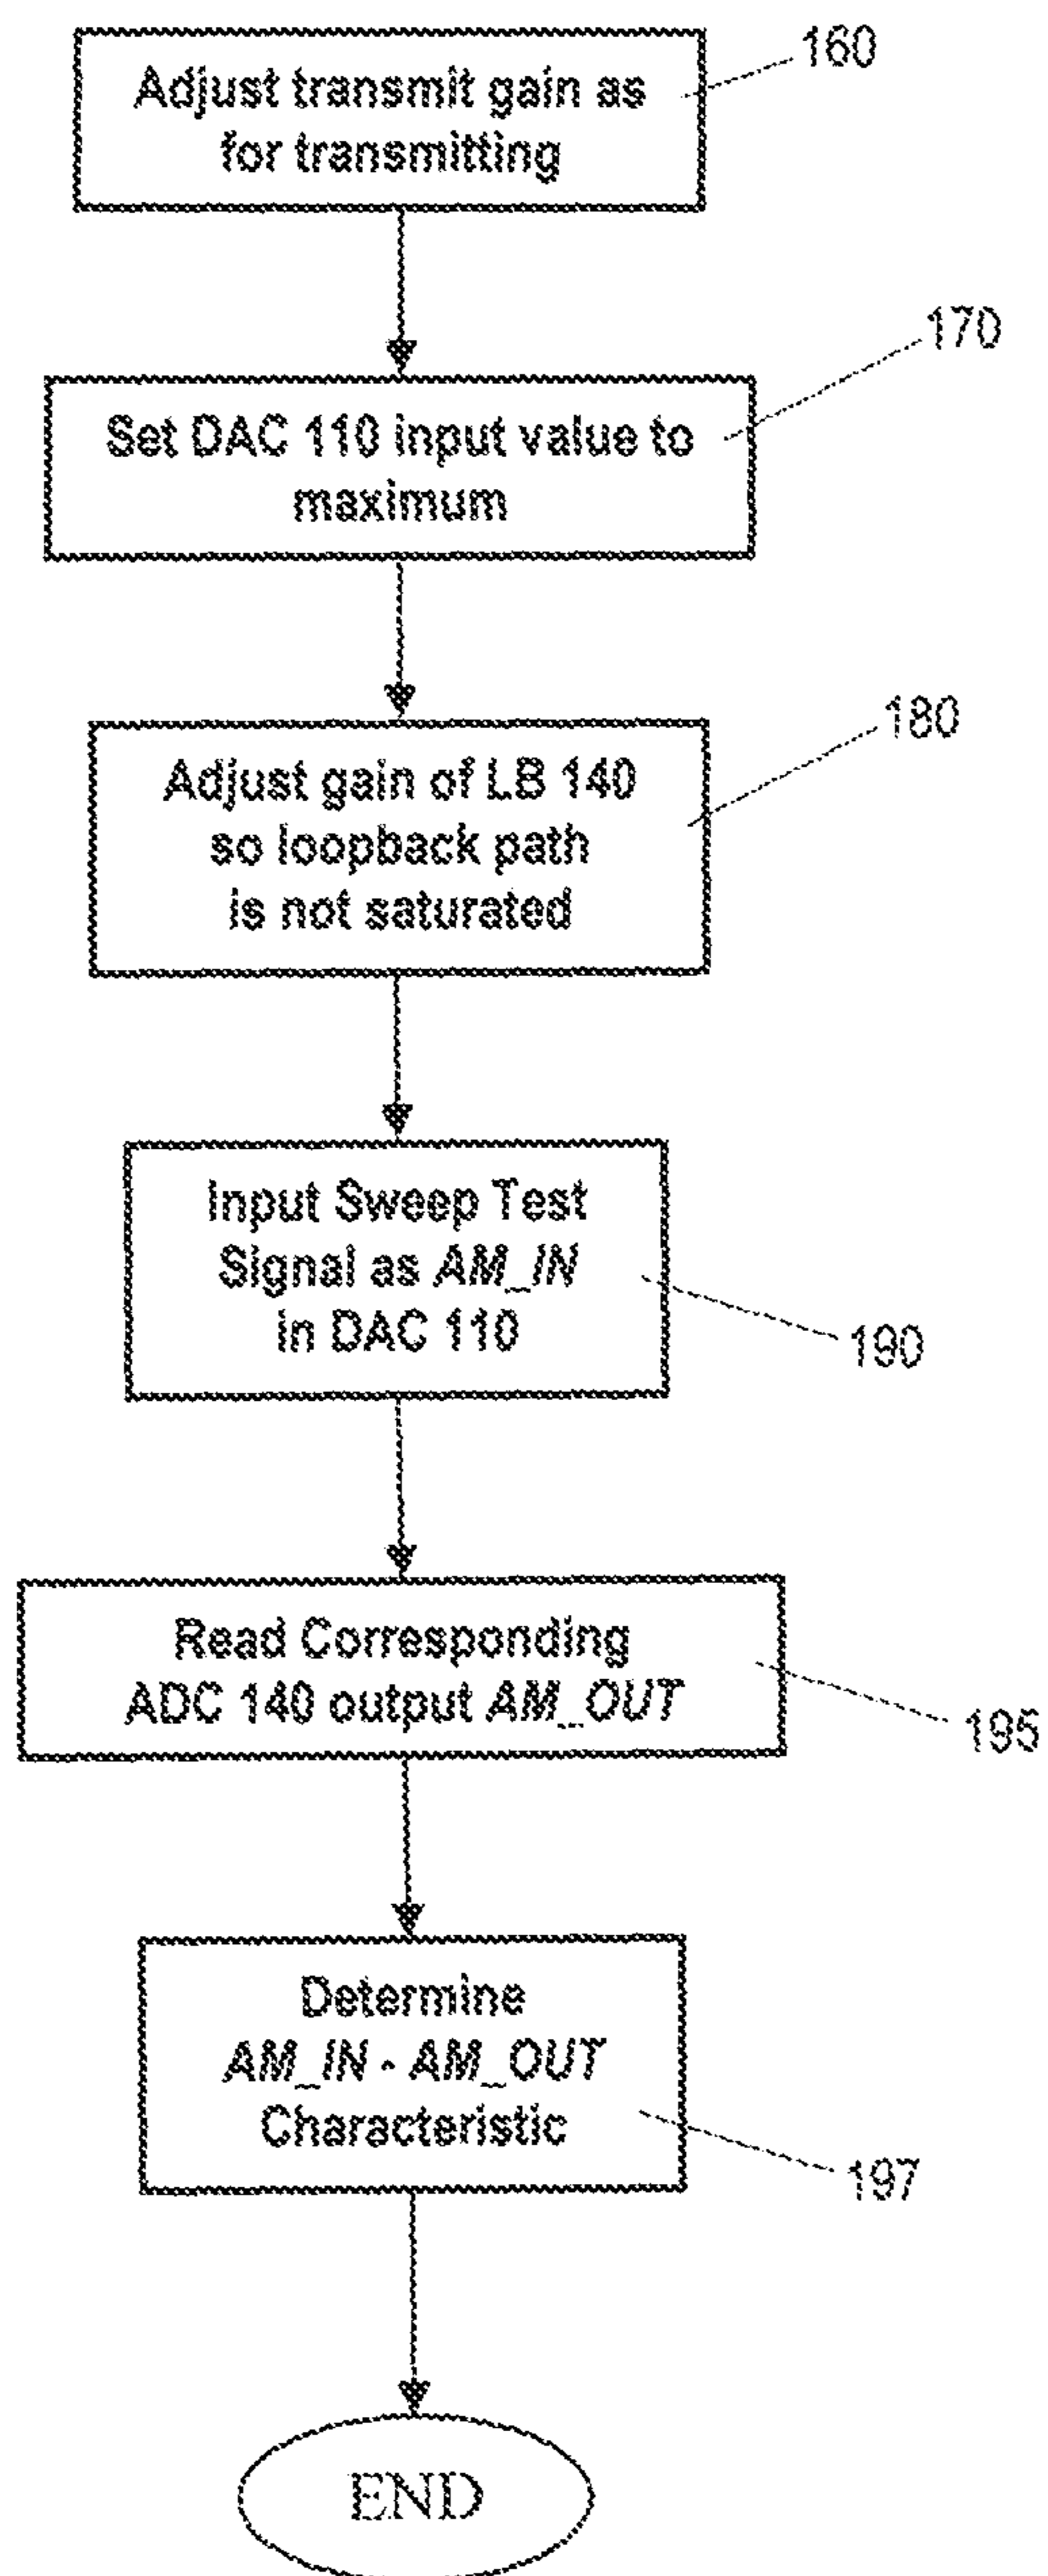 Adjust transmit gain as
for transmitting
160
Set DAC 110 input value to
maximum
170
Adjust gain of LB 140
so loopback path
is not saturated
180
Input Sweep Test
Signal as AM_IN
in DAC 110
190
Read Corresponding
ADC 140 output AM_OUT
195
Determine
AM_IN - AM_OUT
Characteristic
197
END